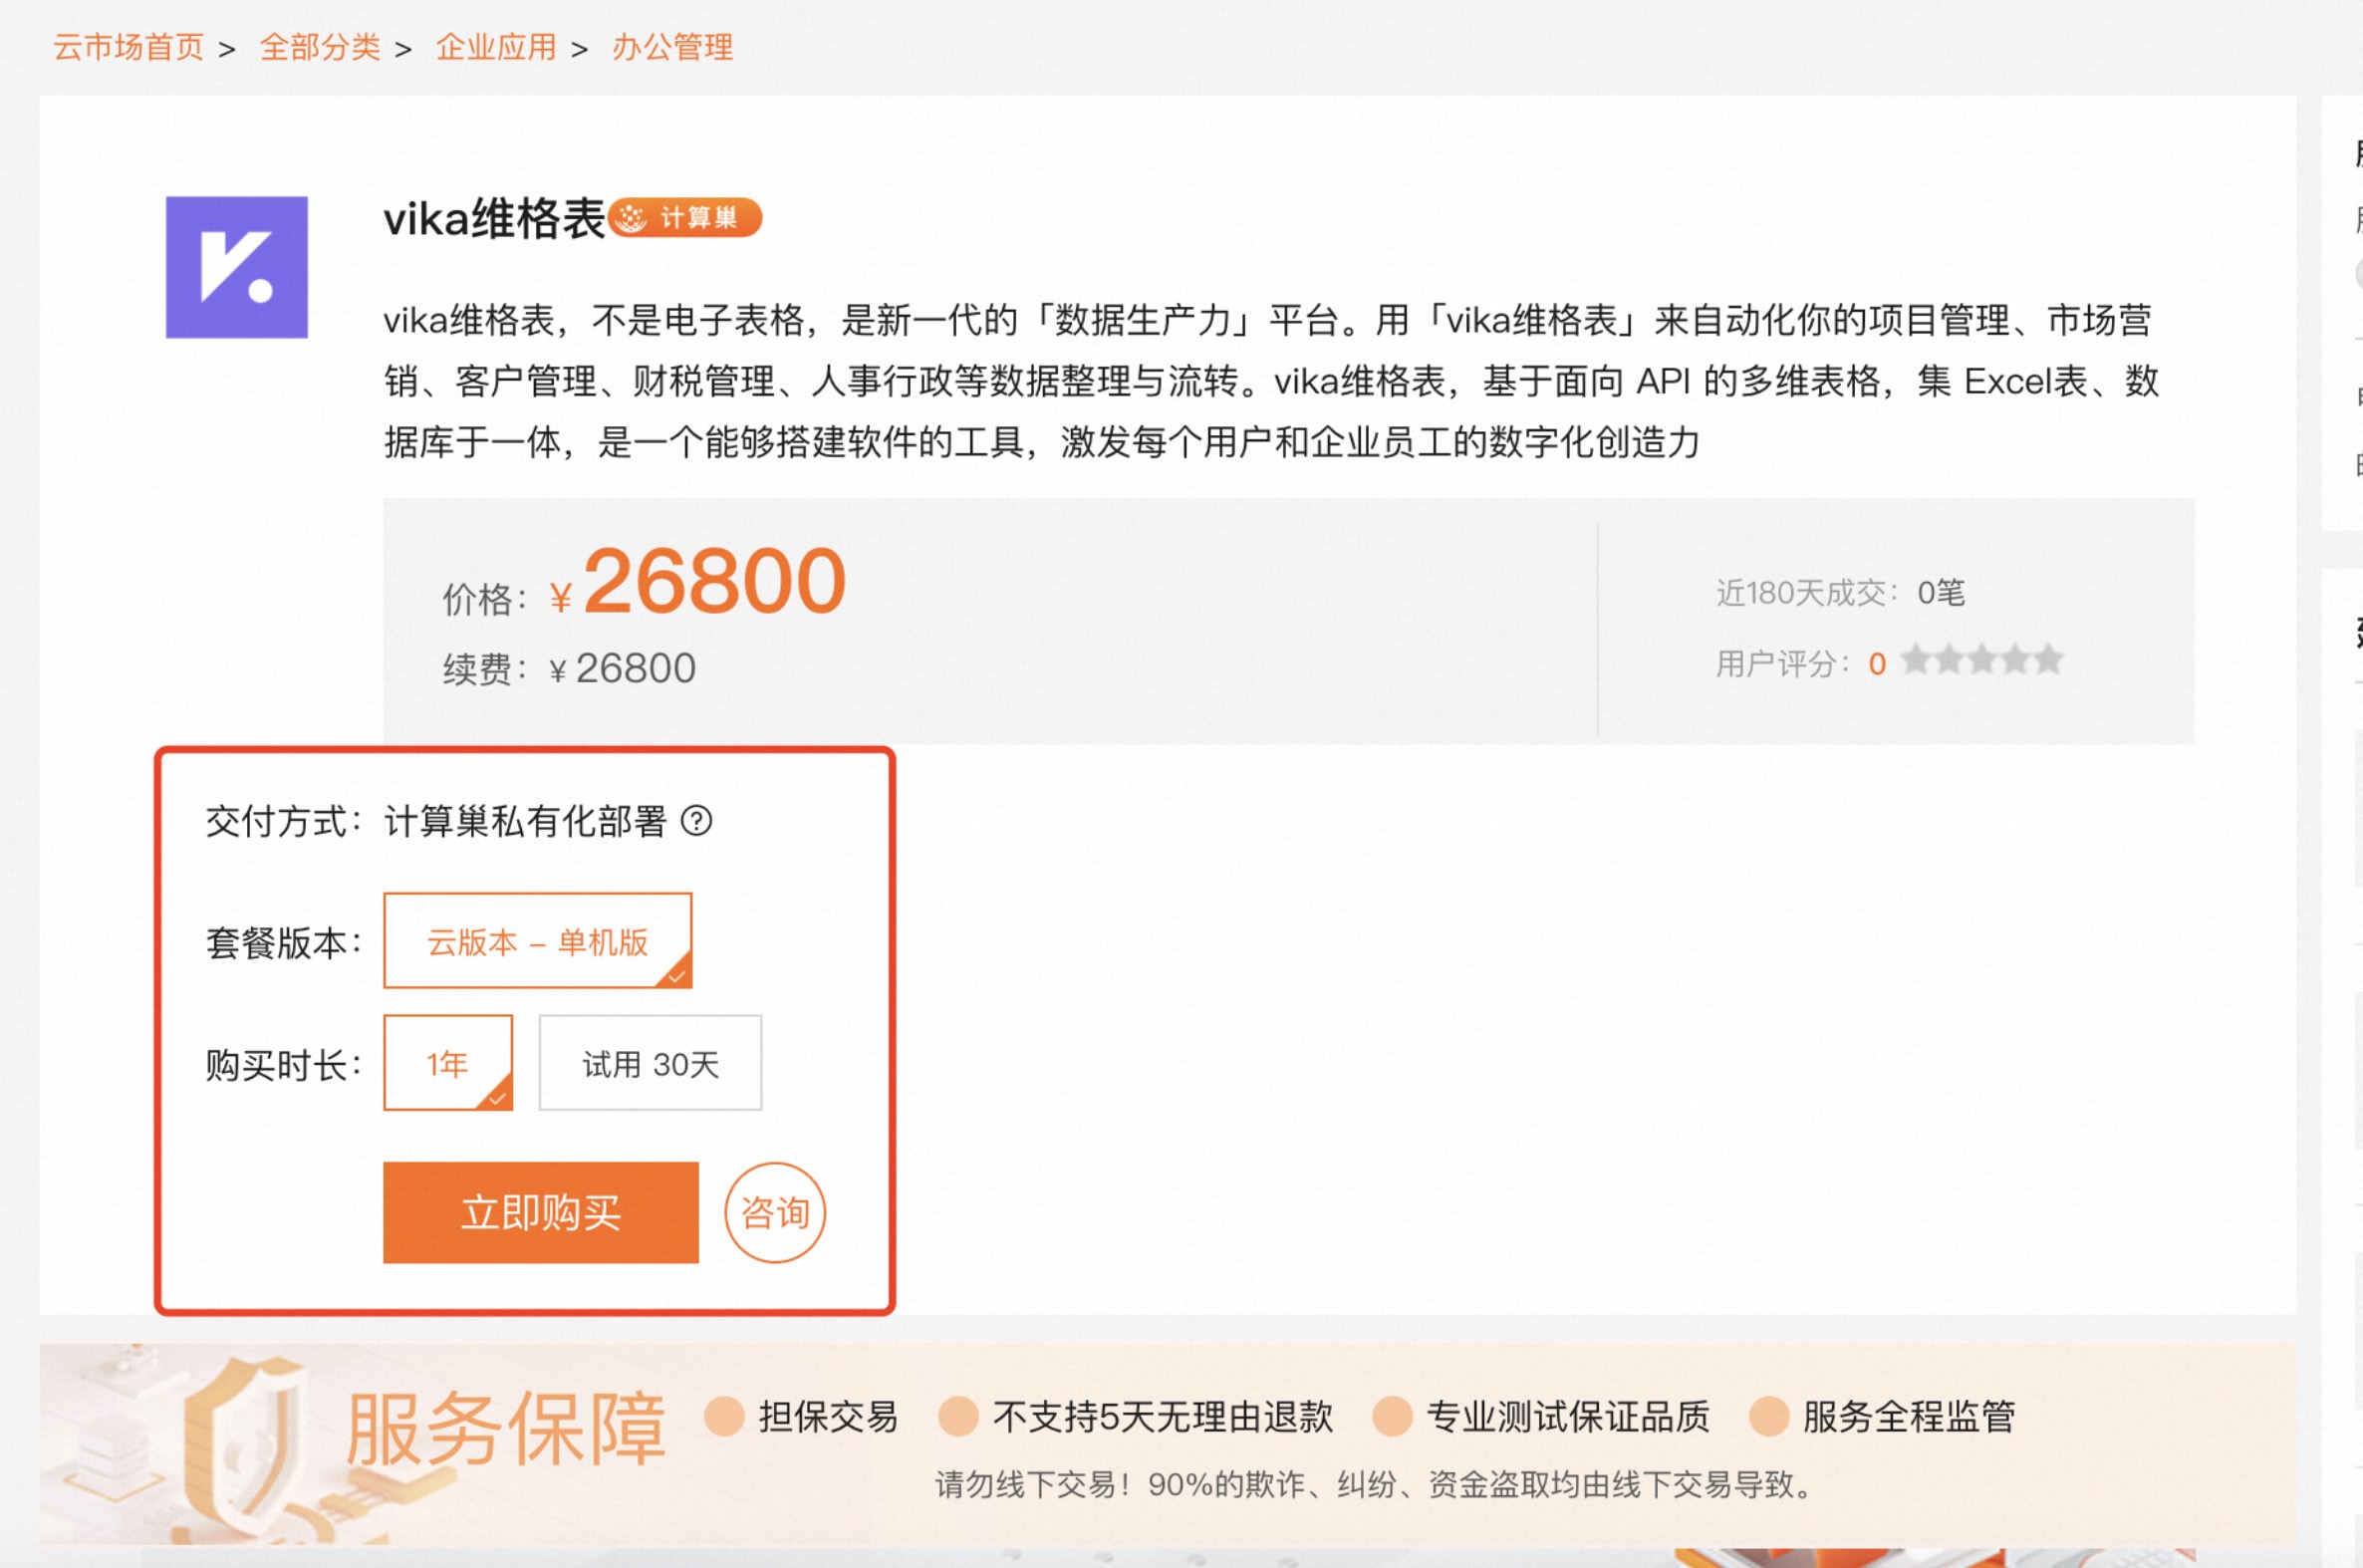 云市场首页 > 全部分类 > 企业应用 > 办公管理
vika维格表 计算巢
vika维格表，不是电子表格，是新一代的「数据生产力」平台。用「vika维格表」来自动化你的项目管理、市场营
销、客户管理、财税管理、人事行政等数据整理与流转。vika维格表，基于面向 API 的多维表格，集 Excel表、数
据库于一体，是一个能够搭建软件的工具，激发每个用户和企业员工的数字化创造力
价格： ¥ 26800
续费： ¥ 26800
近180天成交： 0笔
用户评分： 0
交付方式： 计算巢私有化部署 ?
套餐版本： 云版本 – 单机版
购买时长： 1年 试用 30天
立即购买 咨询
服务保障
担保交易 不支持5天无理由退款 专业测试保证品质 服务全程监管
请勿线下交易！90%的欺诈、纠纷、资金盗取均由线下交易导致。